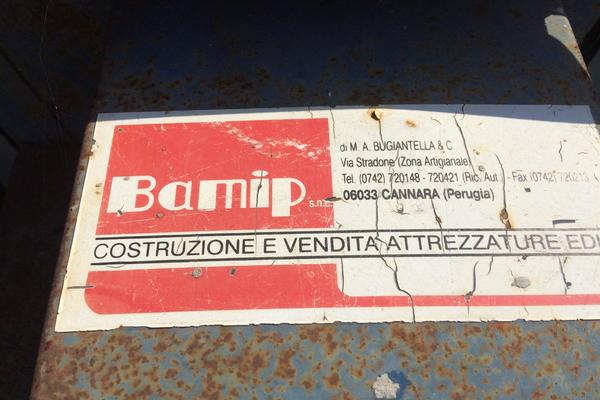 Bamip s.n.c.
di M. A. BUGIANTELLA & C
Via Stradone (Zona Artigianale)
Tel. (0742) 720148 - 720421 (Ric. Aut. - Fax (0742) 720213
06033 CANNARA (Perugia)
COSTRUZIONE E VENDITA ATTREZZATURE EDI